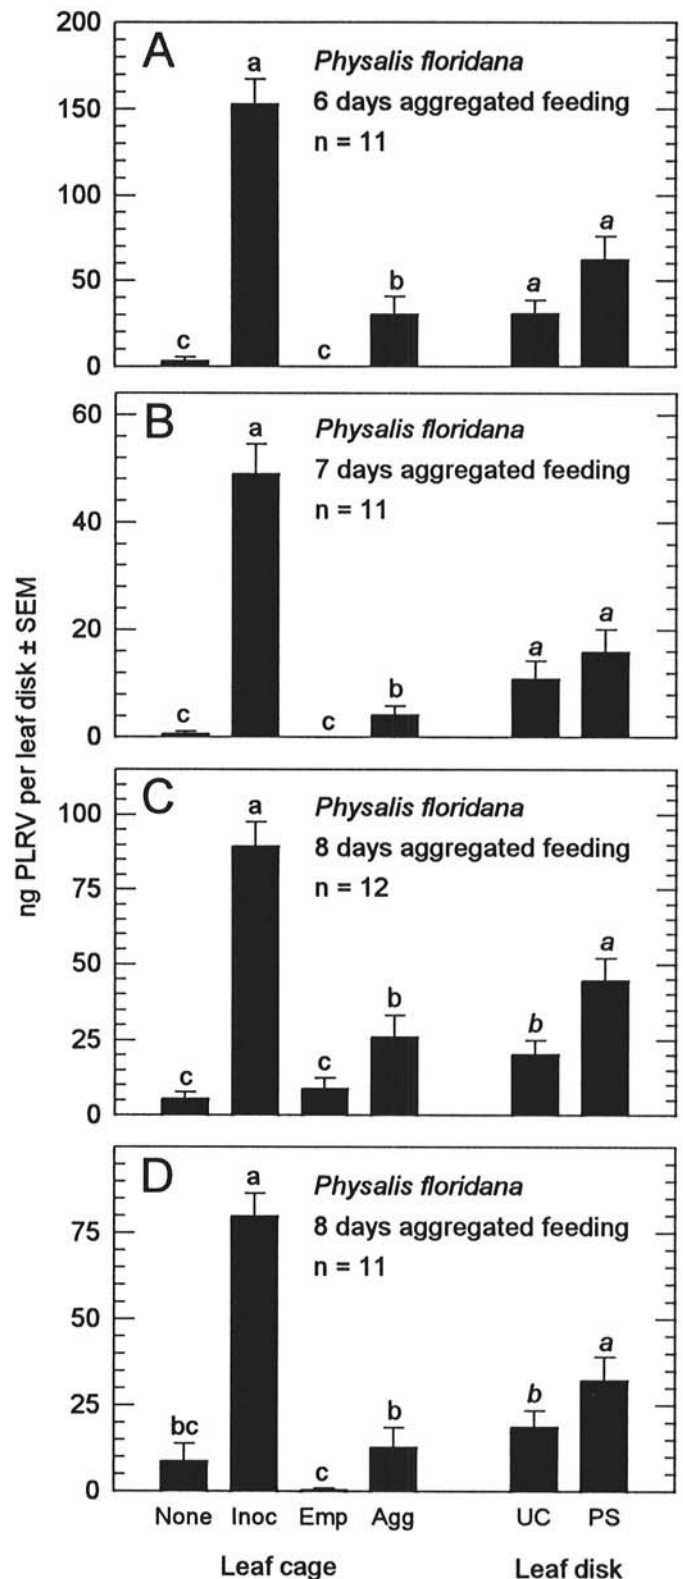 ng PLRV per leaf disk ± SEM
200
150
100
50
0
A
Physalis floridana
6 days aggregated feeding
n = 11
c
a
c
b
a
a
60
40
20
0
B
Physalis floridana
7 days aggregated feeding
n = 11
c
a
c
b
a
a
100
75
50
25
0
C
Physalis floridana
8 days aggregated feeding
n = 12
c
a
c
b
b
a
75
50
25
0
D
Physalis floridana
8 days aggregated feeding
n = 11
bc
a
c
b
b
a
None Inoc Emp Agg UC PS
Leaf cage Leaf disk